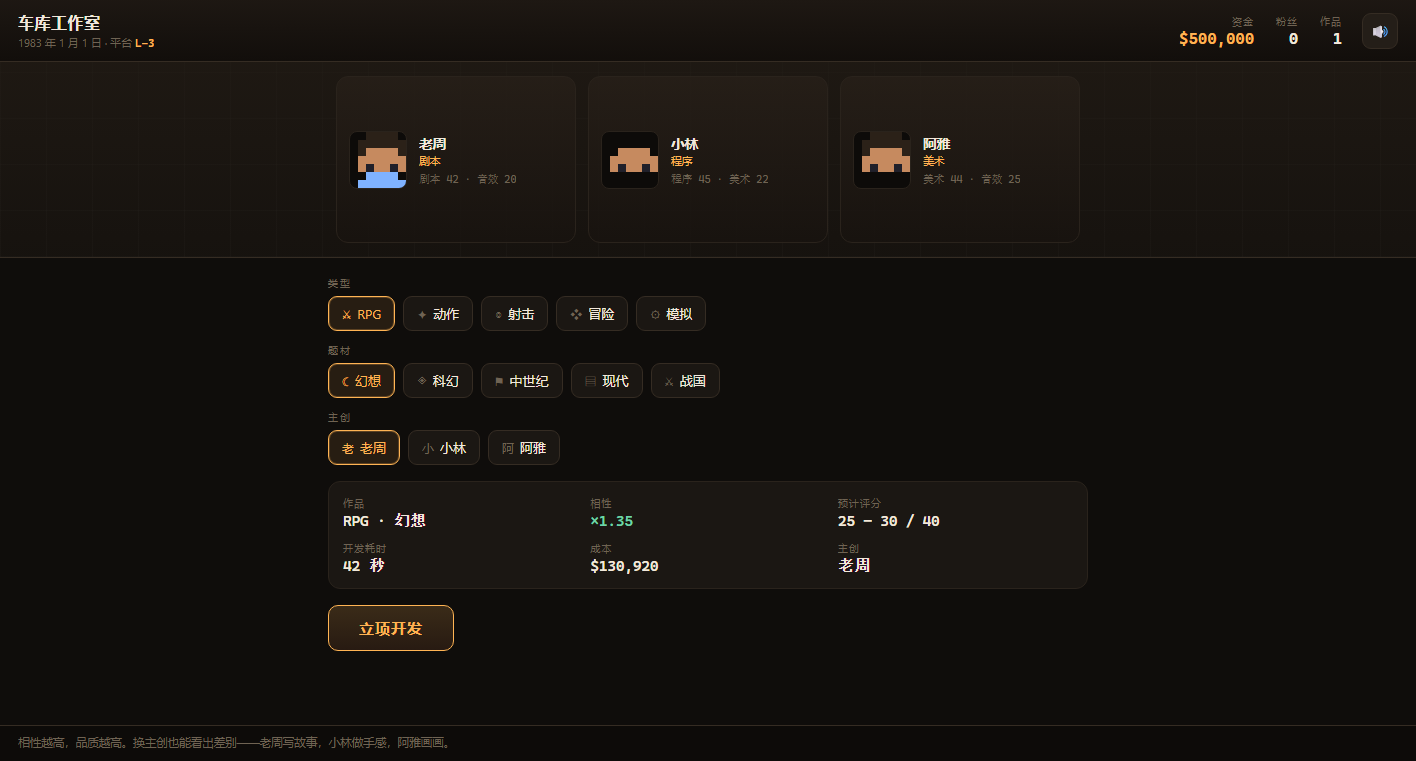 车库工作室
1983 年 1 月 1 日 · 平台 L-3
资金 粉丝 作品
$500,000 0 1
老周
剧本
剧本 42 · 音效 20
小林
程序
程序 45 · 美术 22
阿雅
美术
美术 44 · 音效 25
类型
RPG 动作 射击 冒险 模拟
题材
幻想 科幻 中世纪 现代 战国
主创
老 老周 小 小林 阿 阿雅
作品 相性 预计评分
RPG · 幻想 ×1.35 25 – 30 / 40
开发耗时 成本 主创
42 秒 $130,920 老周
立项开发
相性越高，品质越高。换主创也能看出差别——老周写故事，小林做手感，阿雅画画。